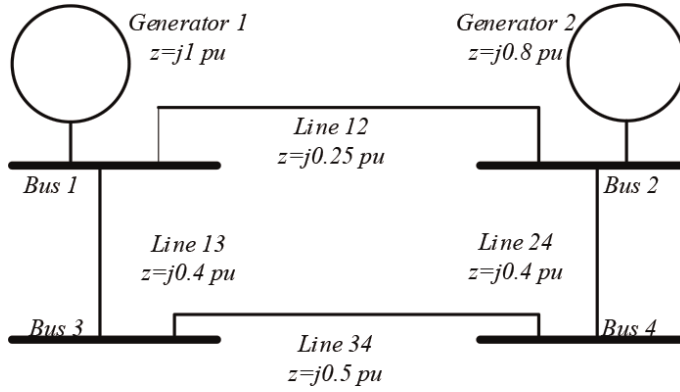 Generator 1
z=j1 pu
Generator 2
z=j0.8 pu
Line 12
z=j0.25 pu
Bus 1
Bus 2
Line 13
z=j0.4 pu
Line 24
z=j0.4 pu
Bus 3
Bus 4
Line 34
z=j0.5 pu